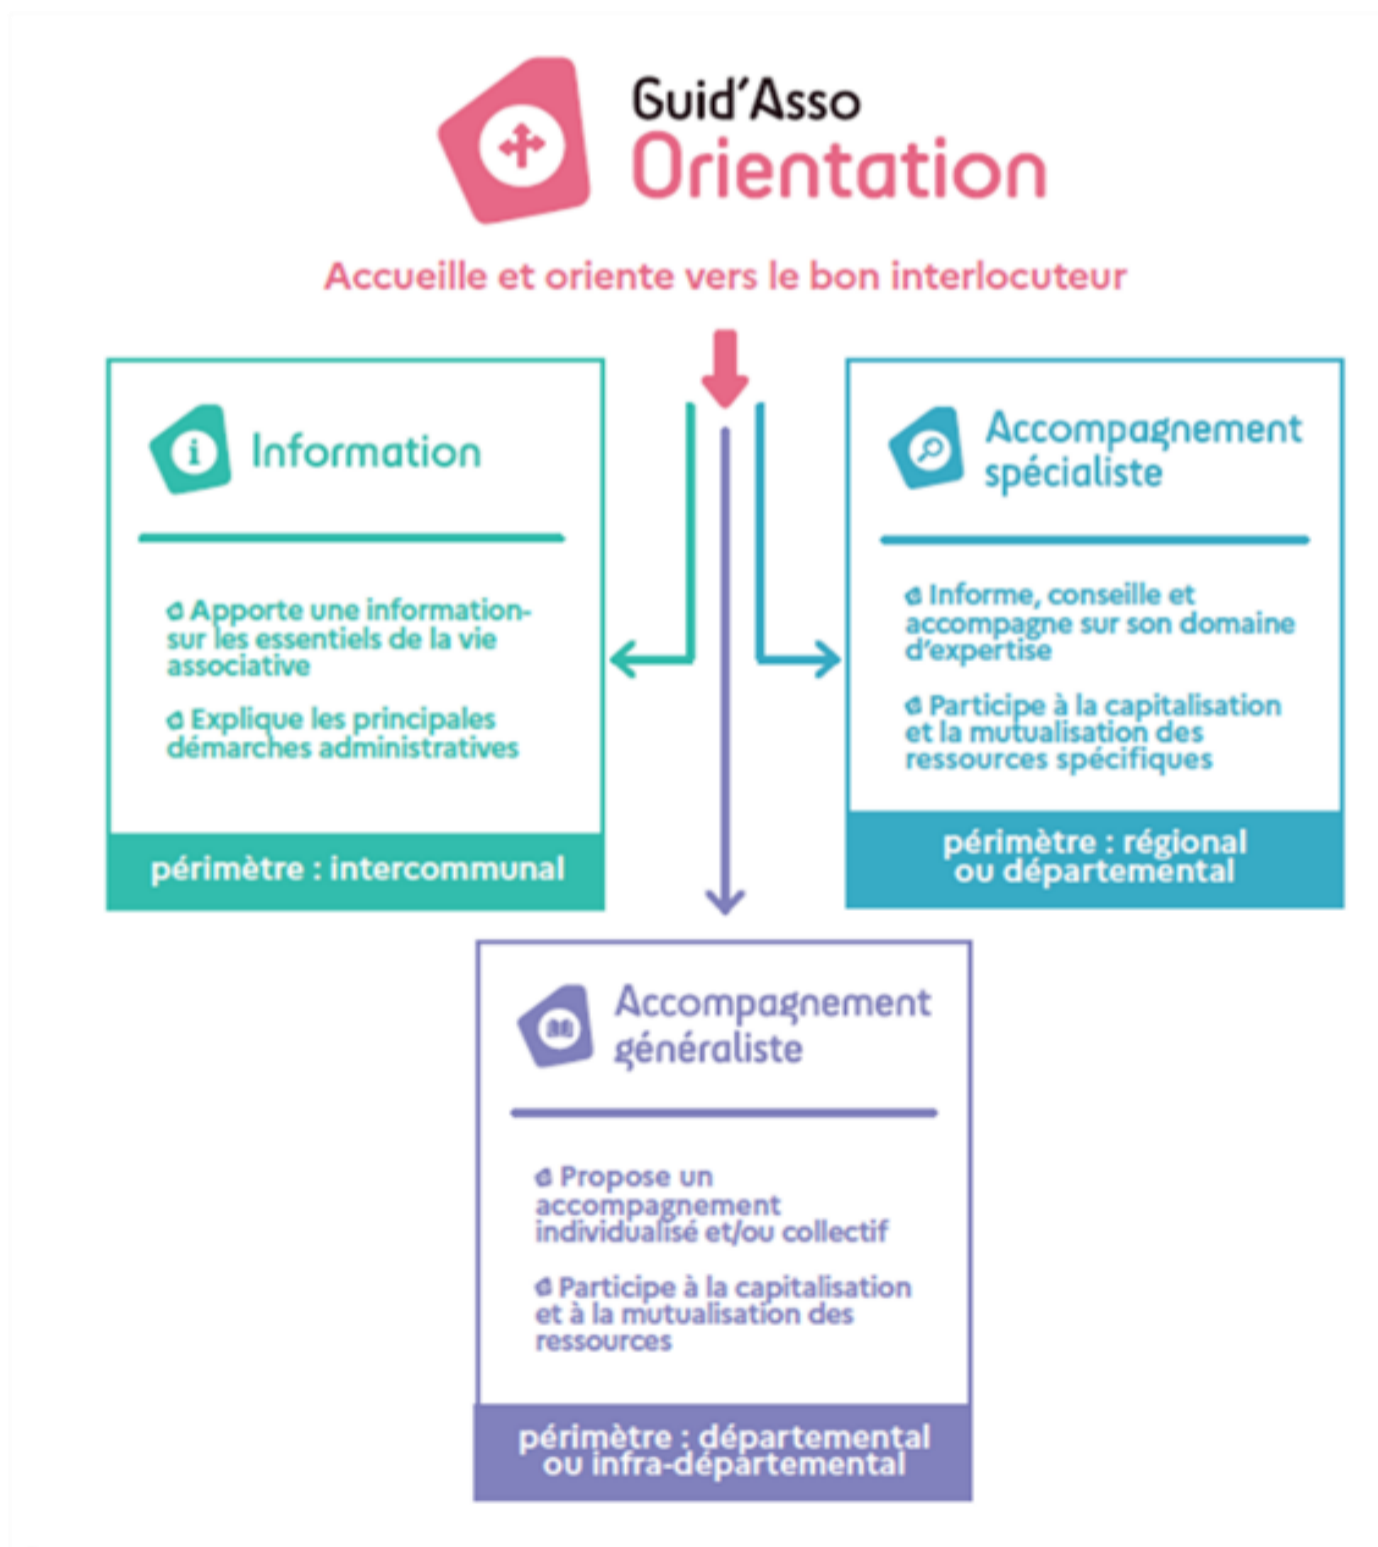 Guid'Asso
Orientation
Accueille et oriente vers le bon interlocuteur
Information
Apporte une information-
sur les essentiels de la vie
associative
Explique les principales
démarches administratives
périmètre : intercommunal
Accompagnement
spécialiste
Informe, conseille et
accompagne sur son domaine
d'expertise
Participe à la capitalisation
et la mutualisation des
ressources spécifiques
périmètre : régional
ou départemental
Accompagnement
généraliste
Propose un
accompagnement
individualisé et/ou collectif
Participe à la capitalisation
et à la mutualisation des
ressources
périmètre : départemental
ou infra-départemental